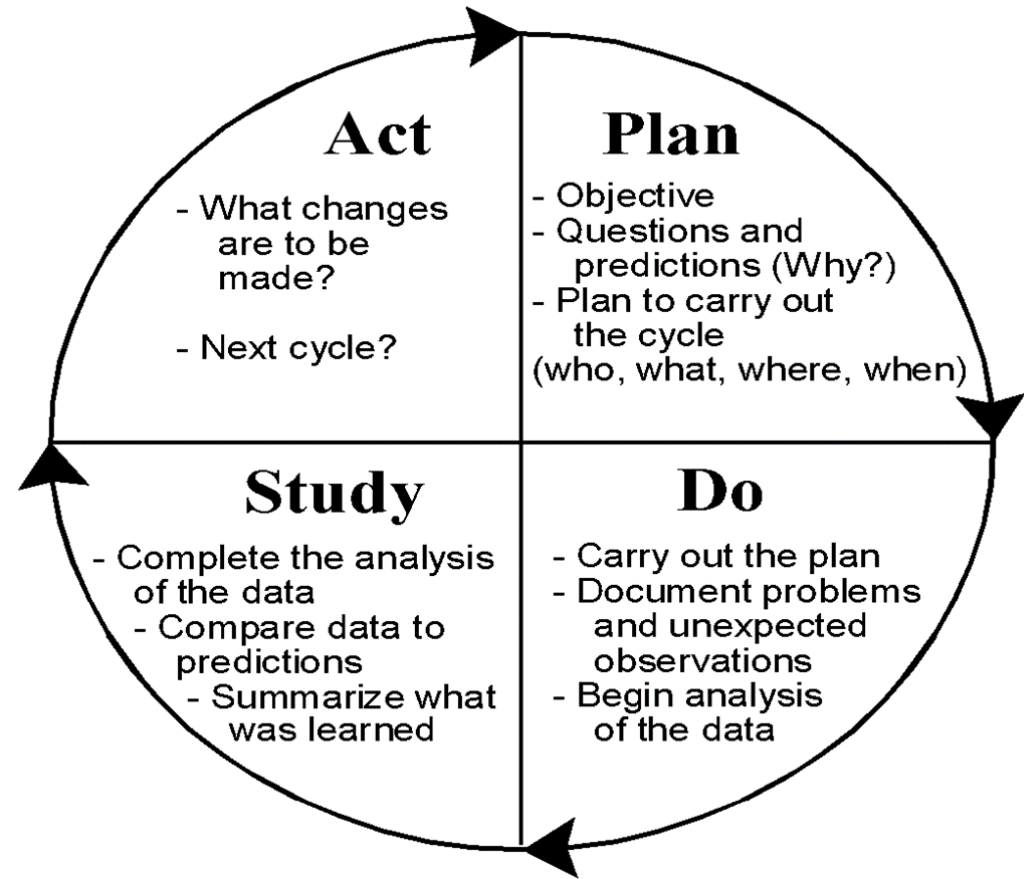 Act
- What changes
are to be
made?
- Next cycle?
Plan
- Objective
- Questions and
predictions (Why?)
- Plan to carry out
the cycle
(who, what, where, when)
Study
- Complete the analysis
of the data
- Compare data to
predictions
- Summarize what
was learned
Do
- Carry out the plan
- Document problems
and unexpected
observations
- Begin analysis
of the data